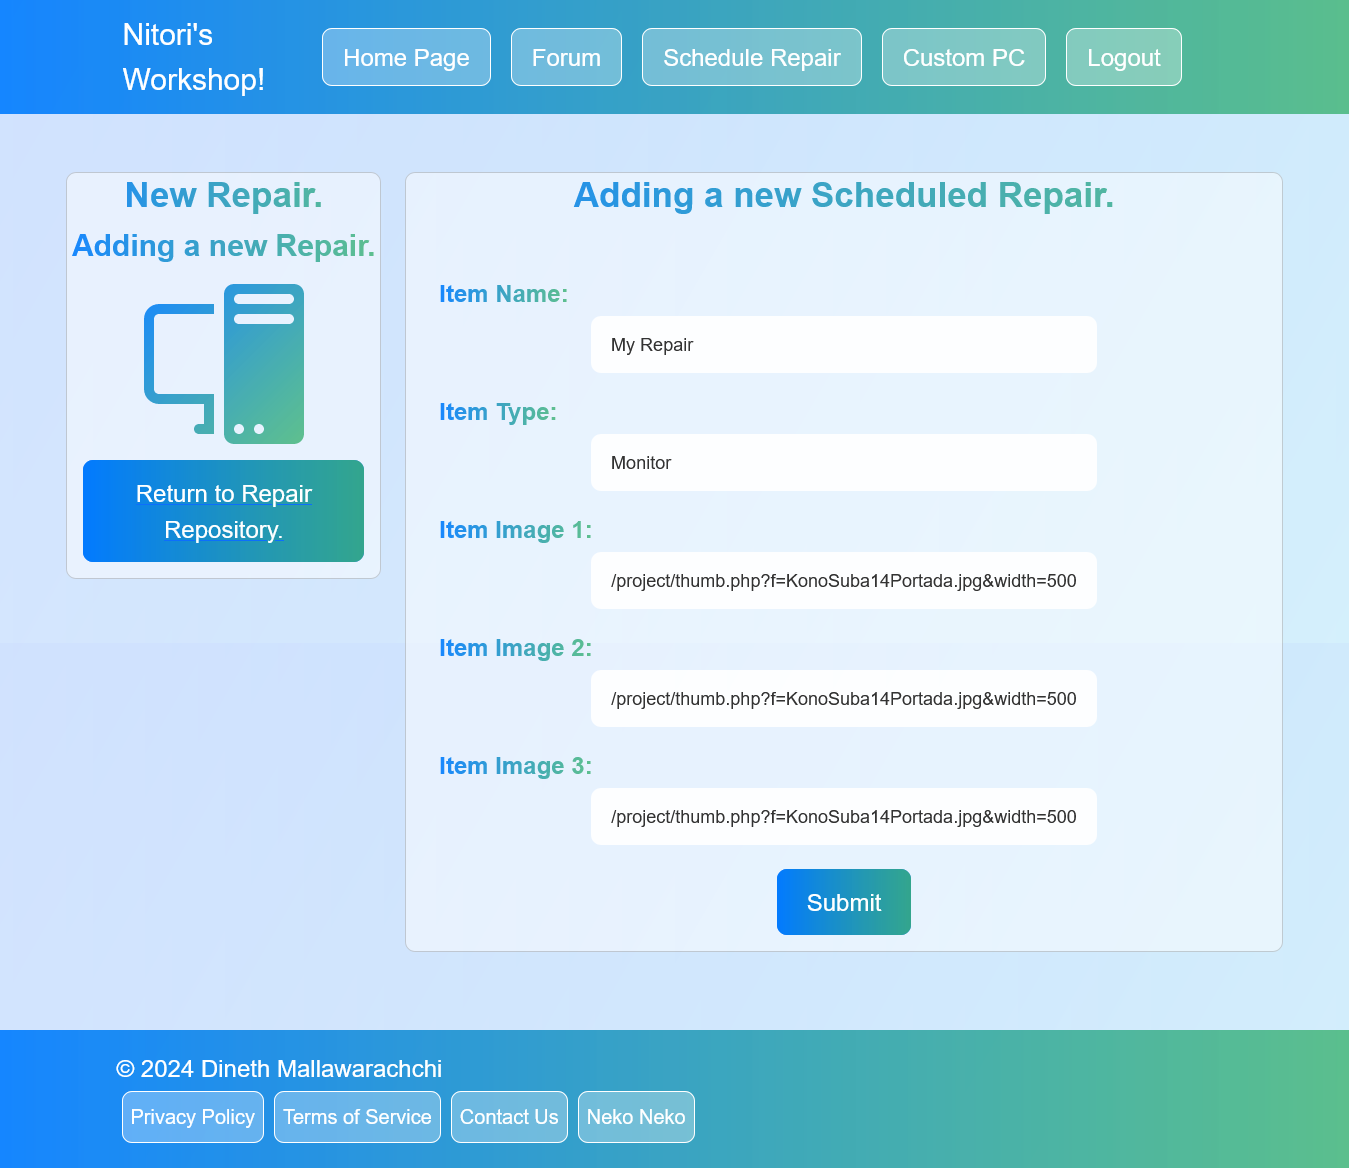 Nitori's
Workshop!
Home Page
Forum
Schedule Repair
Custom PC
Logout
New Repair.
Adding a new Repair.
Return to Repair
Repository.
Adding a new Scheduled Repair.
Item Name:
My Repair
Item Type:
Monitor
Item Image 1:
/project/thumb.php?f=KonoSuba14Portada.jpg&width=500
Item Image 2:
/project/thumb.php?f=KonoSuba14Portada.jpg&width=500
Item Image 3:
/project/thumb.php?f=KonoSuba14Portada.jpg&width=500
Submit
© 2024 Dineth Mallawarachchi
Privacy Policy
Terms of Service
Contact Us
Neko Neko